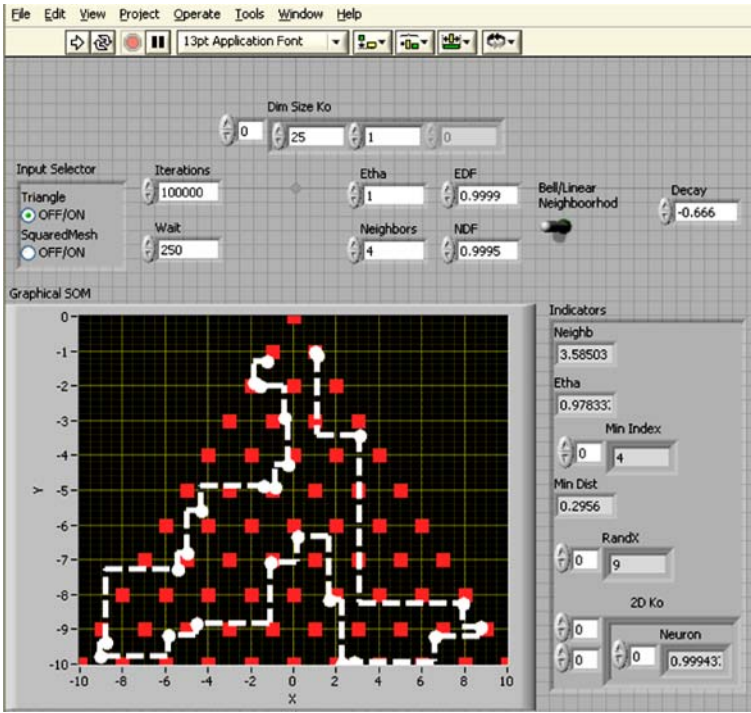 File Edit View Project Operate Tools Window Help
13pt Application Font
Dim Size Ko
0 25 1 0
Input Selector
Triangle
OFF/ON
SquaredMesh
OFF/ON
Iterations
100000
Wait
250
Etha
1
EDF
0.9999
Neighbors
4
NDF
0.9995
Bell/Linear
Neighboorhod
Decay
-0.666
Graphical SOM
0
-1
-2
-3
-4
-5
-6
-7
-8
-9
-10
Y
-10 -8 -6 -4 -2 0 2 4 6 8 10
X
Indicators
Neighb
3.58503
Etha
0.97833
Min Index
0 4
Min Dist
0.2956
RandX
0 9
2D Ko
0
0
Neuron
0 0.99943